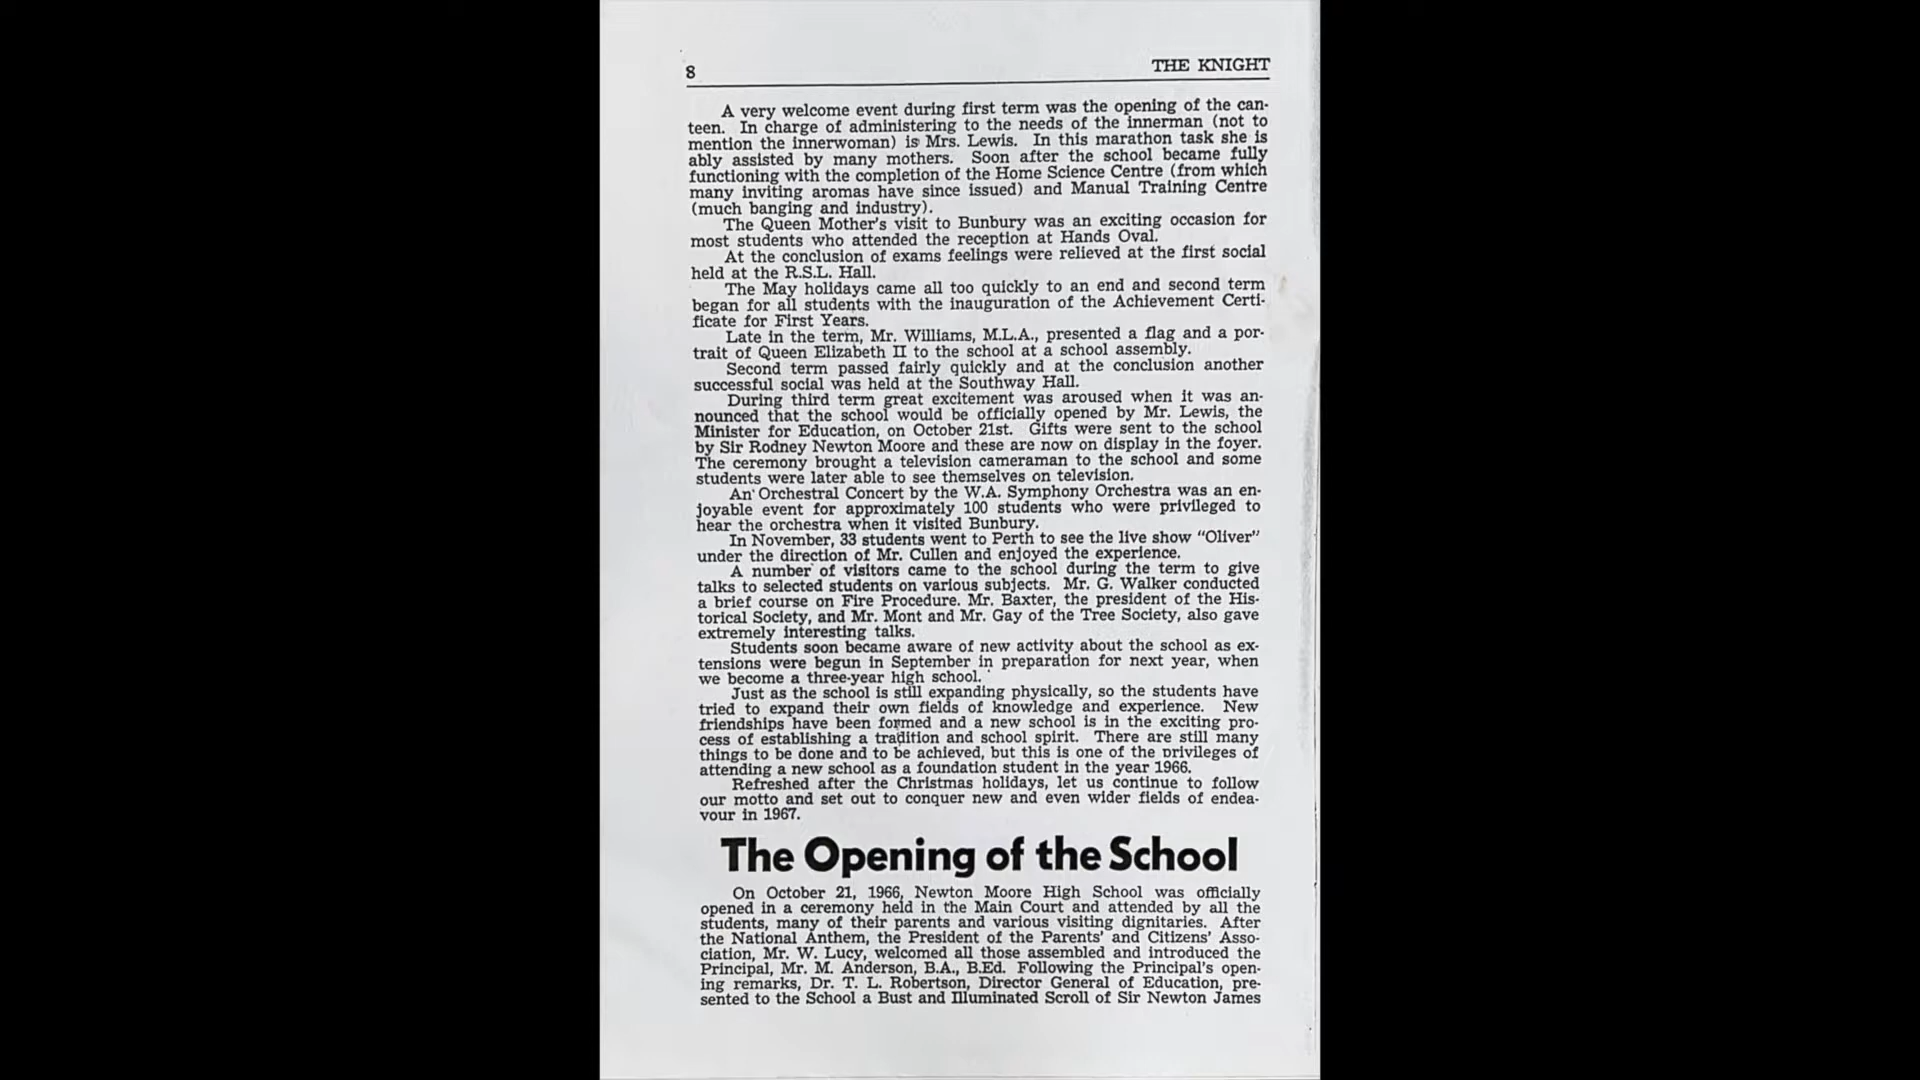 8
THE KNIGHT
A very welcome event during first term was the opening of the can-
teen. In charge of administering to the needs of the innerman (not to
mention the innerwoman) is Mrs. Lewis. In this marathon task she is
ably assisted by many mothers. Soon after the school became fully
functioning with the completion of the Home Science Centre (from which
many inviting aromas have since issued) and Manual Training Centre
(much banging and industry).
The Queen Mother's visit to Bunbury was an exciting occasion for
most students who attended the reception at Hands Oval.
At the conclusion of exams feelings were relieved at the first social
held at the R.S.L. Hall.
The May holidays came all too quickly to an end and second term
began for all students with the inauguration of the Achievement Certi-
ficate for First Years.
Late in the term, Mr. Williams, M.L.A., presented a flag and a por-
trait of Queen Elizabeth II to the school at a school assembly.
Second term passed fairly quickly and at the conclusion another
successful social was held at the Southway Hall.
During third term great excitement was aroused when it was an-
nounced that the school would be officially opened by Mr. Lewis, the
Minister for Education, on October 21st. Gifts were sent to the school
by Sir Rodney Newton Moore and these are now on display in the foyer.
The ceremony brought a television cameraman to the school and some
students were later able to see themselves on television.
An Orchestral Concert by the W.A. Symphony Orchestra was an en-
joyable event for approximately 100 students who were privileged to
hear the orchestra when it visited Bunbury.
In November, 33 students went to Perth to see the live show "Oliver"
under the direction of Mr. Cullen and enjoyed the experience.
A number of visitors came to the school during the term to give
talks to selected students on various subjects. Mr. G. Walker conducted
a brief course on Fire Procedure. Mr. Baxter, the president of the His-
torical Society, and Mr. Mont and Mr. Gay of the Tree Society, also gave
extremely interesting talks.
Students soon became aware of new activity about the school as ex-
tensions were begun in September in preparation for next year, when
we become a three-year high school.
Just as the school is still expanding physically, so the students have
tried to expand their own fields of knowledge and experience. New
friendships have been formed and a new school is in the exciting pro-
cess of establishing a tradition and school spirit. There are still many
things to be done and to be achieved, but this is one of the privileges of
attending a new school as a foundation student in the year 1966.
Refreshed after the Christmas holidays, let us continue to follow
our motto and set out to conquer new and even wider fields of endea-
vour in 1967.
The Opening of the School
On October 21, 1966, Newton Moore High School was officially
opened in a ceremony held in the Main Court and attended by all the
students, many of their parents and various visiting dignitaries. After
the National Anthem, the President of the Parents' and Citizens' Asso-
ciation, Mr. W. Lucy, welcomed all those assembled and introduced the
Principal, Mr. M. Anderson, B.A., B.Ed. Following the Principal's open-
ing remarks, Dr. T. L. Robertson, Director General of Education, pre-
sented to the School a Bust and Illuminated Scroll of Sir Newton James